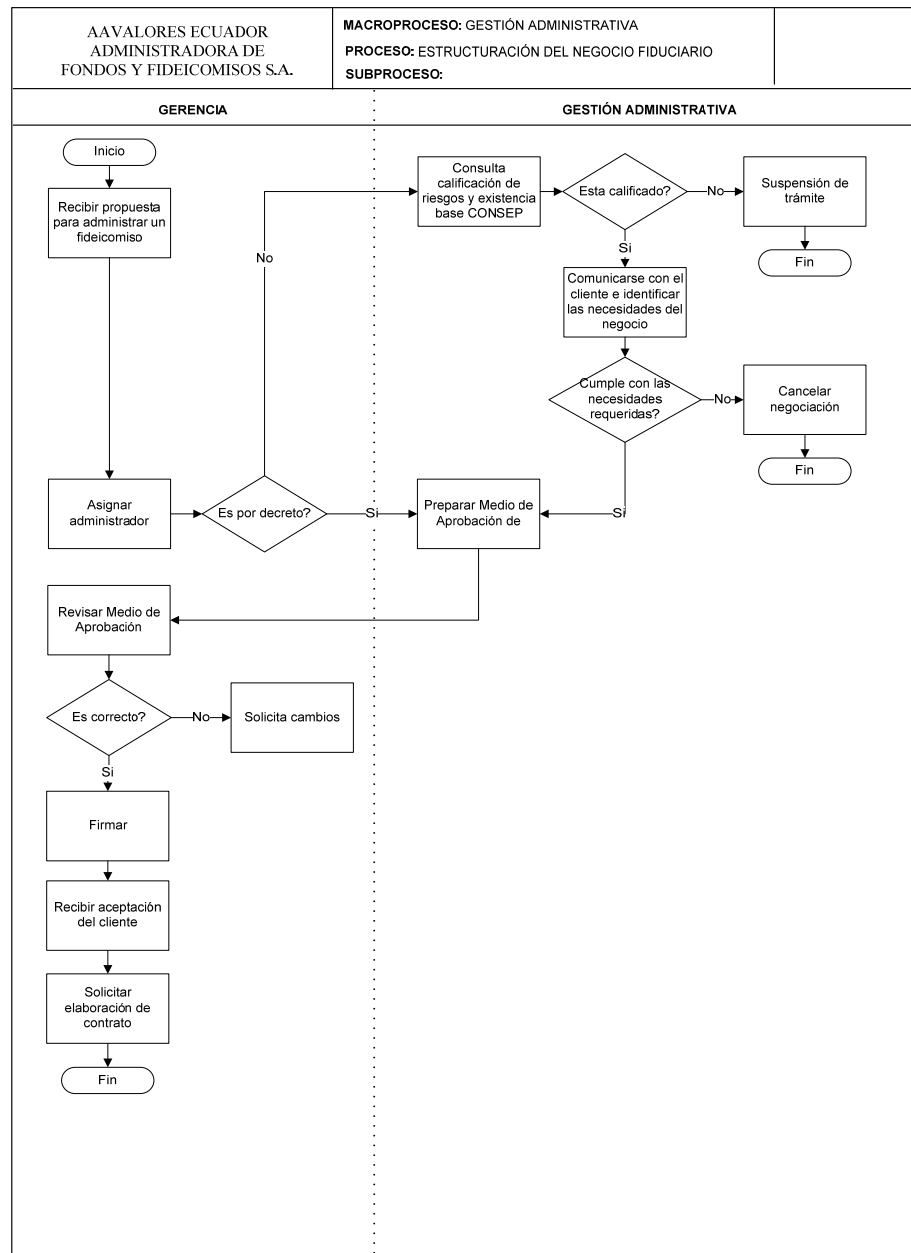 AAVALORES ECUADOR
ADMINISTRADORA DE
FONDOS Y FIDEICOMISOS S.A.
MACROPROCESO: GESTIÓN ADMINISTRATIVA
PROCESO: ESTRUCTURACIÓN DEL NEGOCIO FIDUCIARIO
SUBPROCESO:
GERENCIA
GESTIÓN ADMINISTRATIVA
Inicio
Recibir propuesta
para administrar un
fideicomiso
No
Consulta
calificación de
riesgos y existencia
base CONSEP
Esta calificado?
No
Suspensión de
trámite
Fin
Si
Comunicarse con el
cliente e identificar
las necesidades del
negocio
Cumple con las
necesidades
requeridas?
No
Cancelar
negociación
Fin
Si
Asignar
administrador
Es por decreto?
Si
Preparar Medio de
Aprobación de
Revisar Medio de
Aprobación
Es correcto?
No
Solicita cambios
Si
Firmar
Recibir aceptación
del cliente
Solicitar
elaboración de
contrato
Fin